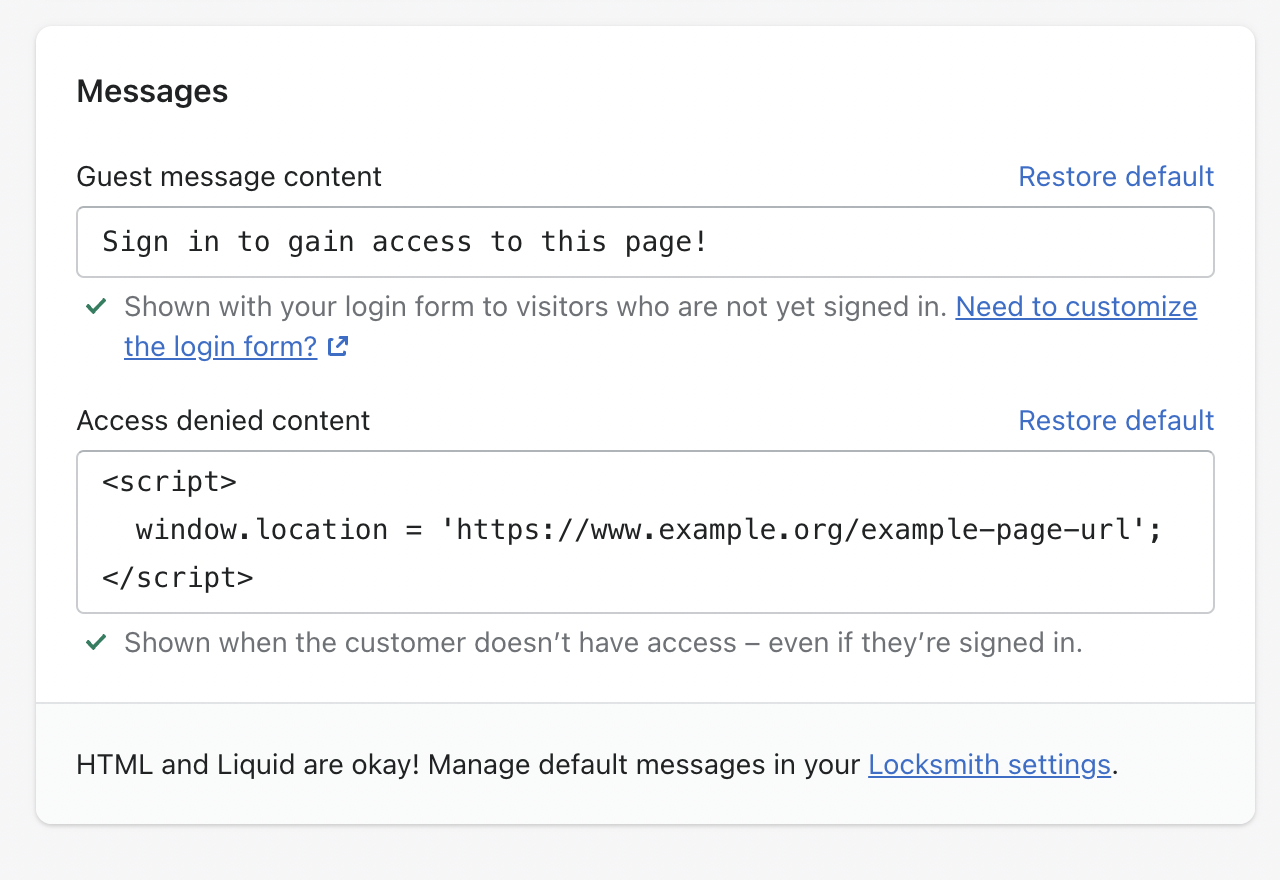 Messages
Guest message content
Restore default
Sign in to gain access to this page!
Shown with your login form to visitors who are not yet signed in. Need to customize
the login form?
Access denied content
Restore default
<script>
  window.location = 'https://www.example.org/example-page-url';
</script>
Shown when the customer doesn’t have access – even if they’re signed in.
HTML and Liquid are okay! Manage default messages in your Locksmith settings.